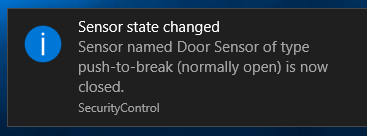 Sensor state changed
Sensor named Door Sensor of type
push-to-break (normally open) is now
closed.
SecurityControl